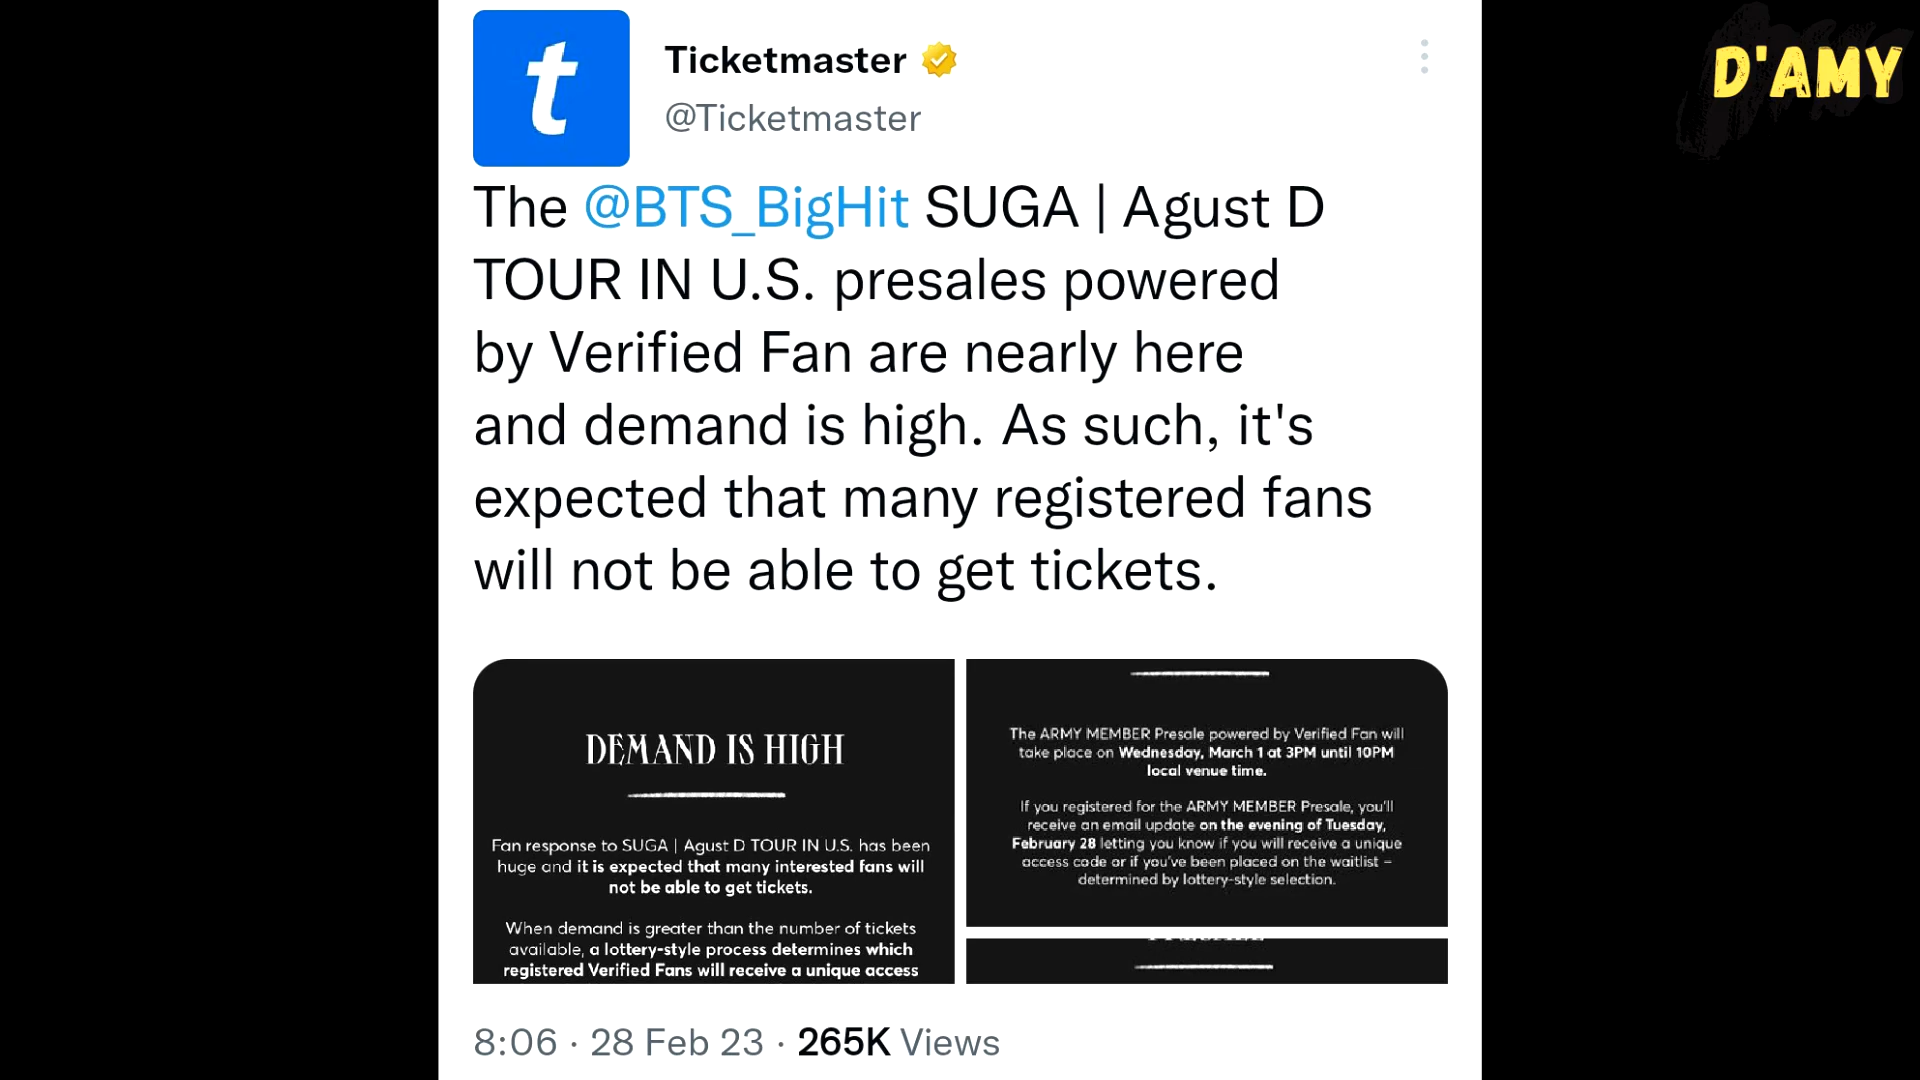 Ticketmaster
@Ticketmaster
D'AMY
The @BTS_BigHit SUGA | Agust D
TOUR IN U.S. presales powered
by Verified Fan are nearly here
and demand is high. As such, it's
expected that many registered fans
will not be able to get tickets.
DEMAND IS HIGH
Fan response to SUGA | Agust D TOUR IN U.S. has been
huge and it is expected that many interested fans will
not be able to get tickets.
When demand is greater than the number of tickets
available, a lottery-style process determines which
registered Verified Fans will receive a unique access
The ARMY MEMBER Presale powered by Verified Fan will
take place on Wednesday, March 1 at 3PM until 10PM
local venue time.
If you registered for the ARMY MEMBER Presale, you'll
receive an email update on the evening of Tuesday,
February 28 letting you know if you will receive a unique
access code or if you've been placed on the waitlist –
determined by lottery-style selection.
8:06 · 28 Feb 23 · 265K Views